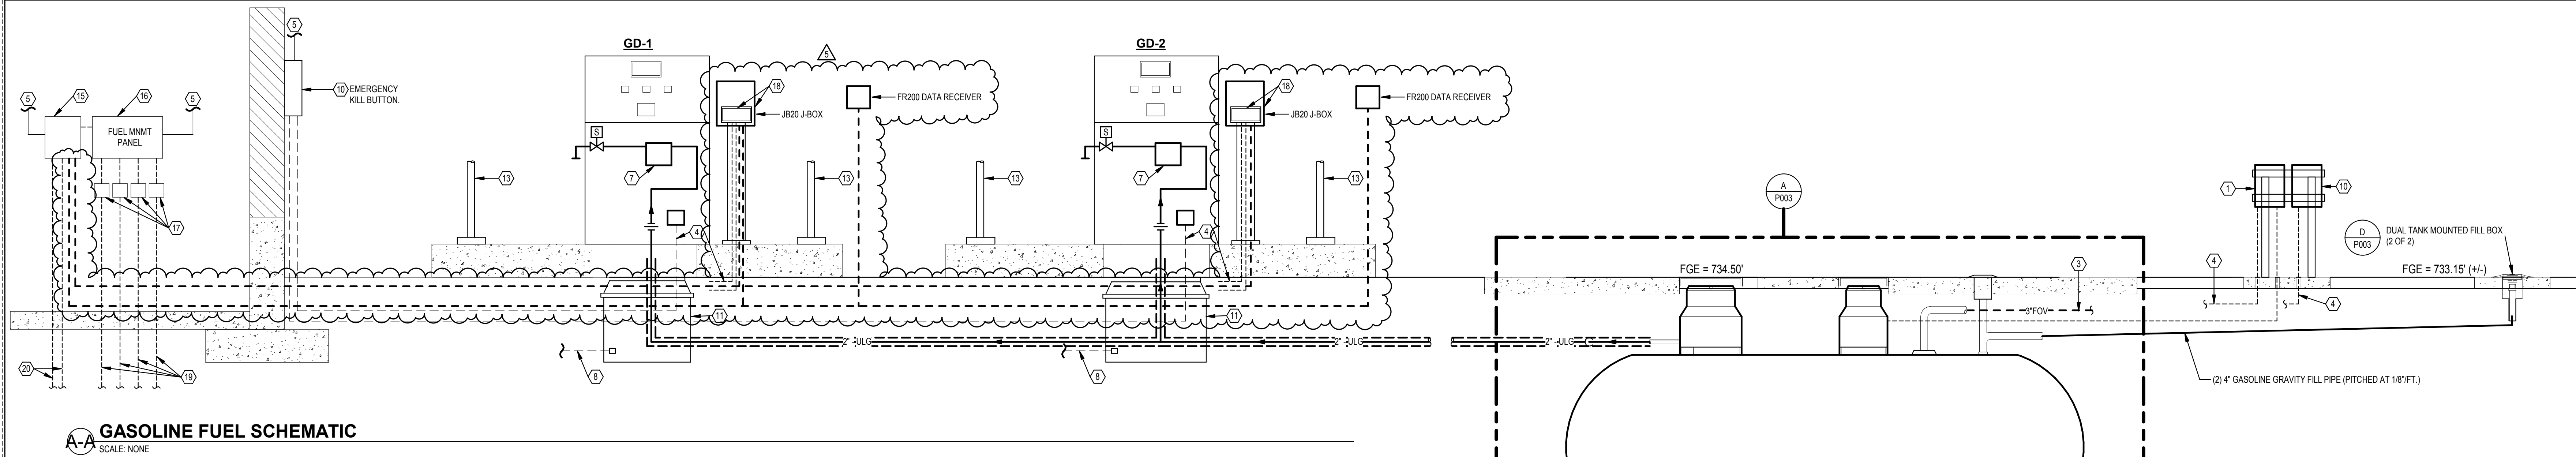 GD-1
5
GD-2
5
10 EMERGENCY
KILL BUTTON.
5
15
16
5
FUEL MNMT
PANEL
18
FR200 DATA RECEIVER
JB20 J-BOX
18
FR200 DATA RECEIVER
JB20 J-BOX
S
S
13
7
13
13
7
13
17
4
4
A
P003
1
10
D
P003
DUAL TANK MOUNTED FILL BOX
(2 OF 2)
FGE = 734.50'
3
4
FGE = 733.15' (+/-)
4
3"FOV
11
11
2" ULG
2" ULG
2" ULG
20
19
8
8
(2) 4" GASOLINE GRAVITY FILL PIPE (PITCHED AT 1/8"/FT.)
A-A
GASOLINE FUEL SCHEMATIC
SCALE: NONE